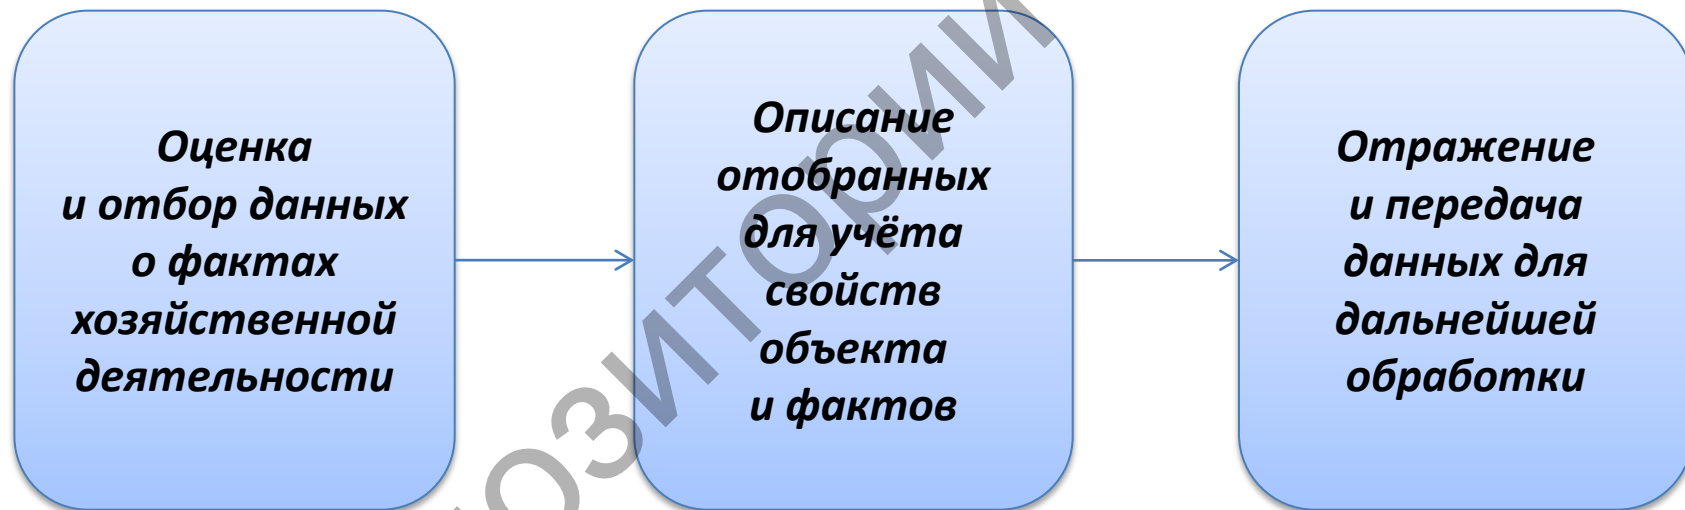 Оценка
и отбор данных
о фактах
хозяйственной
деятельности
Описание
отобранных
для учёта
свойств
объекта
и фактов
Отражение
и передача
данных для
дальнейшей
обработки